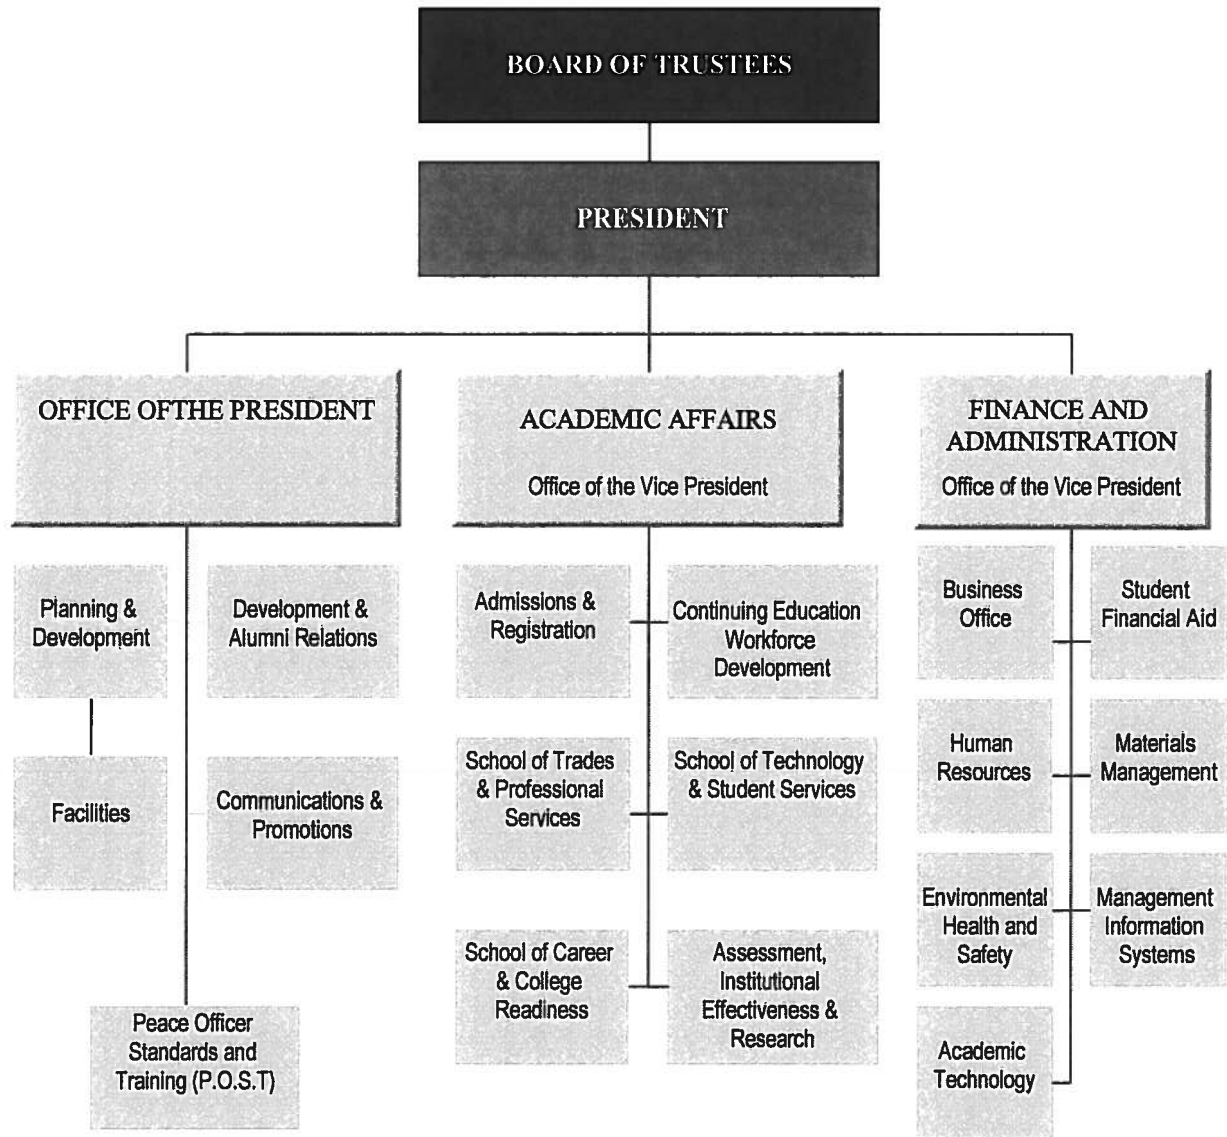 BOARD OF TRUSTEES
PRESIDENT
OFFICE OFTHE PRESIDENT
Planning &
Development
Development &
Alumni Relations
Facilities
Communications &
Promotions
Peace Officer
Standards and
Training (P.O.S.T)
ACADEMIC AFFAIRS
Office of the Vice President
Admissions &
Registration
Continuing Education
Workforce
Development
School of Trades
& Professional
Services
School of Technology
& Student Services
School of Career
& College
Readiness
Assessment,
Institutional
Effectiveness &
Research
FINANCE AND
ADMINISTRATION
Office of the Vice President
Business
Office
Student
Financial Aid
Human
Resources
Materials
Management
Environmental
Health and
Safety
Management
Information
Systems
Academic
Technology